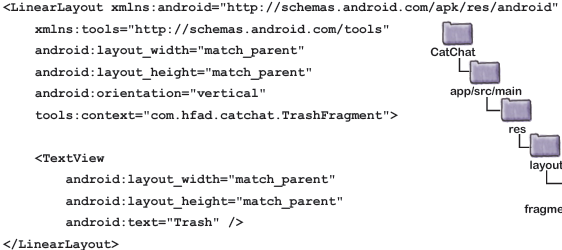 <LinearLayout xmlns:android="http://schemas.android.com/apk/res/android"
xmlns:tools="http://schemas.android.com/tools"
android:layout_width="match_parent"
android:layout_height="match_parent"
android:orientation="vertical"
tools:context="com.hfad.catchat.TrashFragment">
<TextView
android:layout_width="match_parent"
android:layout_height="match_parent"
android:text="Trash" />
</LinearLayout>
CatChat
app/src/main
res
layout
fragme